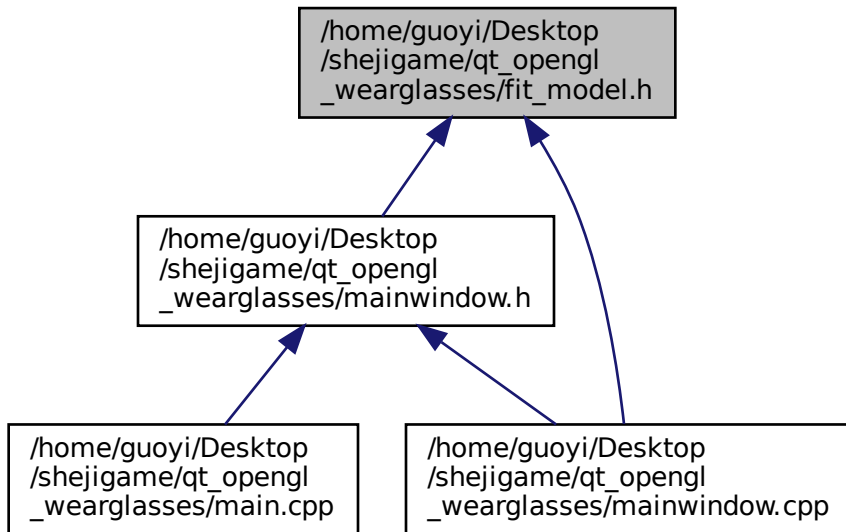 /home/guoyi/Desktop
/shejigame/qt_opengl
_wearglasses/fit_model.h
/home/guoyi/Desktop
/shejigame/qt_opengl
_wearglasses/mainwindow.h
/home/guoyi/Desktop
/shejigame/qt_opengl
_wearglasses/main.cpp
/home/guoyi/Desktop
/shejigame/qt_opengl
_wearglasses/mainwindow.cpp